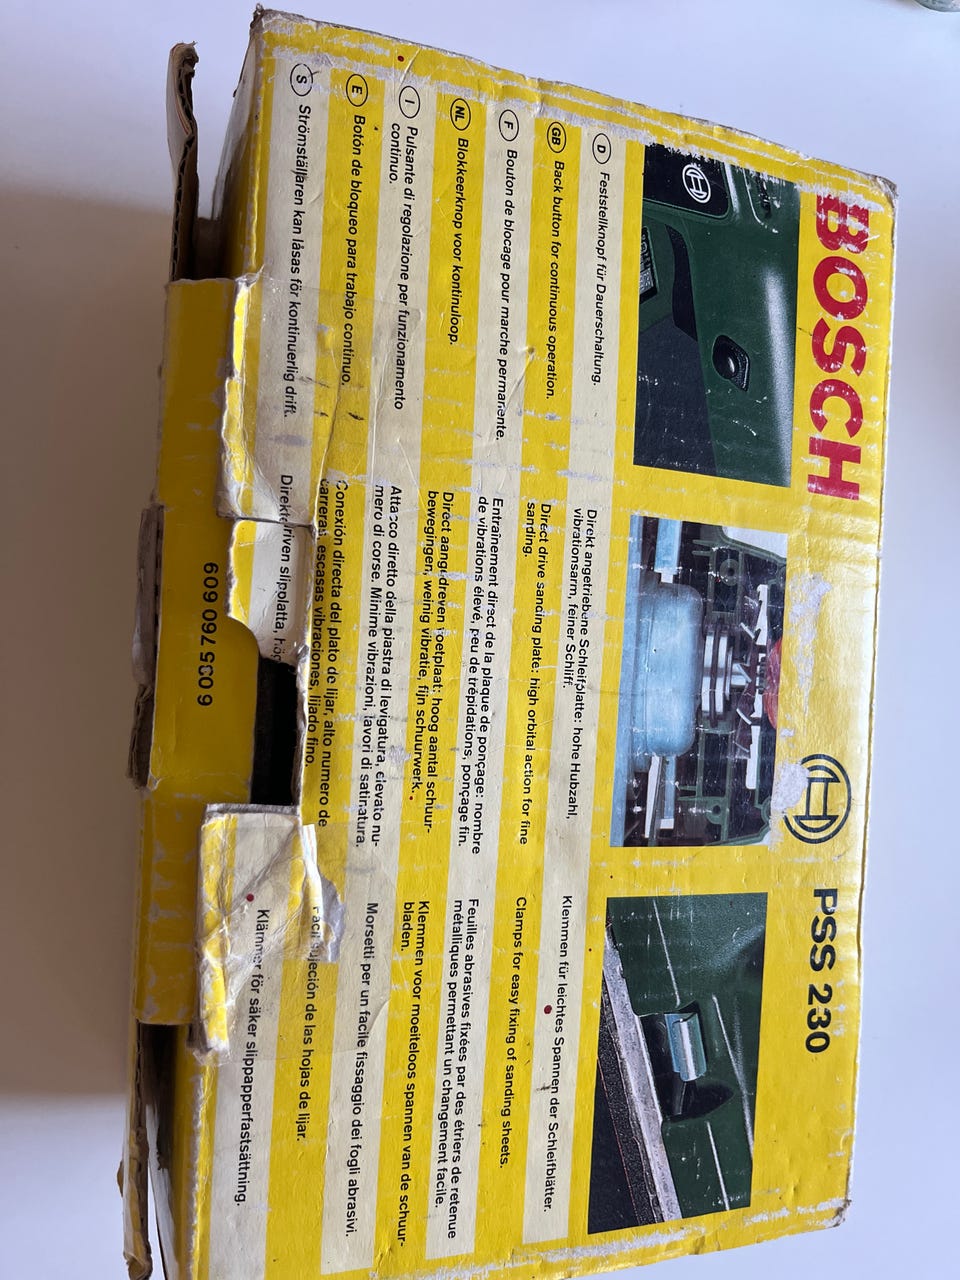 BOSCH
PSS 230
D Feststellknopf für Dauerschaltung.
GB Back button for continuous operation.
F Bouton de blocage pour marche permanente.
NL Blokkeerknop voor kontinuloop.
I Pulsante di regolazione per funzionamento
continuo.
E Botón de bloqueo para trabajo continuo.
S Strömställaren kan låsas för kontinuerlig drift.
Direkt angetriebene Schleifplatte: hohe Hubzahl,
vibrationsarm, feiner Schliff.
Direct drive sanding plate: high orbital action for fine
sanding.
Entraînement direct de la plaque de ponçage: nombre
de vibrations élevé, peu de trépidations, ponçage fin.
Direct aangedreven voetplaat: hoog aantal schuur-
bewegingen, weinig vibratie, fijn schuurwerk.
Attacco diretto della piastra di levigatura, elevato nu-
mero di corse. Minime vibrazioni, lavori di satinatura.
Conexión directa del plato de lijar, alto numero de
carreras, escasas vibraciones, lijado fino.
slipplatta,
Klemmen für leichtes Spannen der Schleifblätter.
Clamps for easy fixing of sanding sheets.
Feuilles abrasives fixées par des étriers de retenue
métalliques permettant un changement facile.
Klemmen voor moeiteloos spannen van de schuur-
bladen.
Morsetti per un facile fissaggio dei fogli abrasivi.
Fácil sujeción de las hojas de lijar.
Klämmer för säker slippapperfastsättning.
6 035 760 609